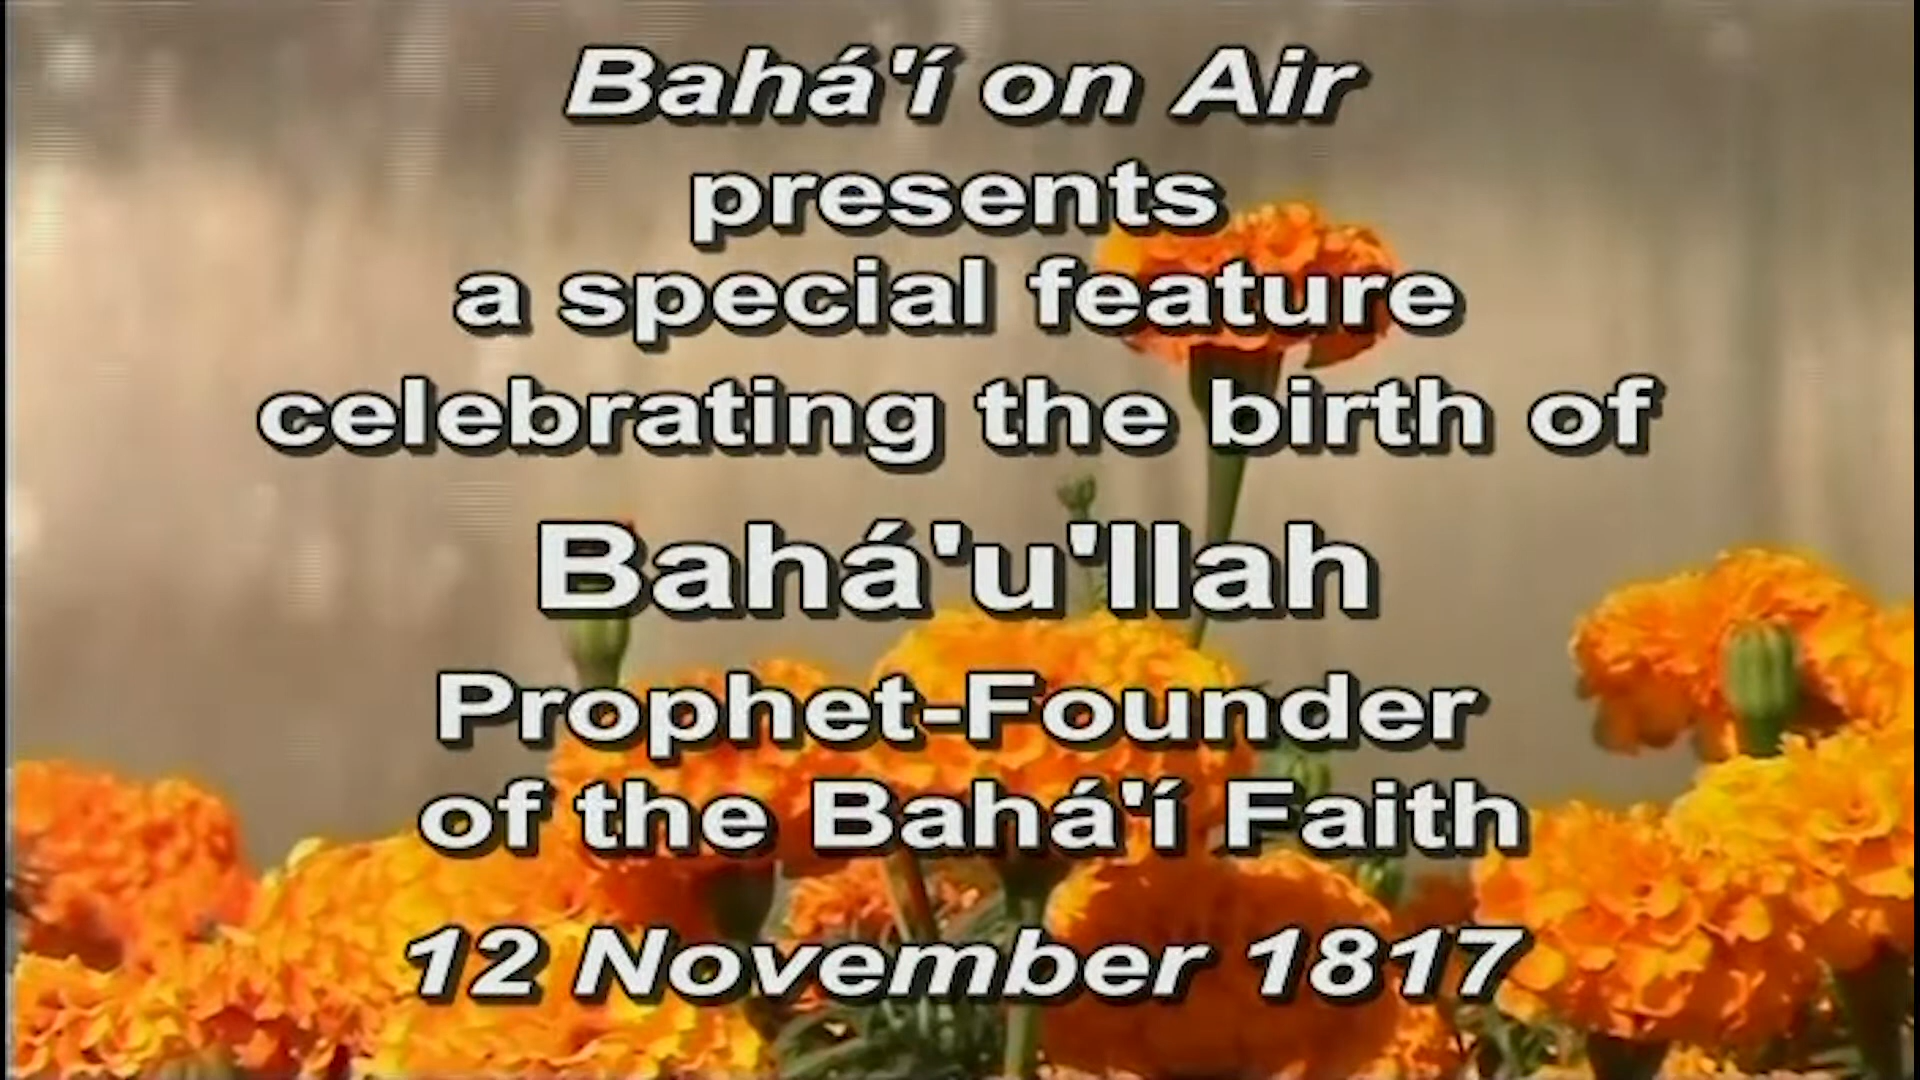 Bahá'í on Air
presents
a special feature
celebrating the birth of
Bahá'u'llah
Prophet-Founder
of the Bahá'í Faith
12 November 1817